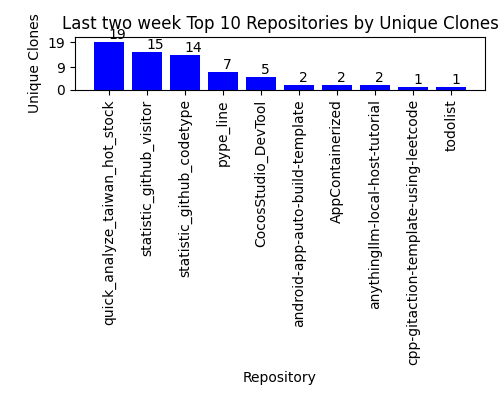 Last two week Top 10 Repositories by Unique Clones
Unique Clones
19
9
0
19
15
14
7
5
2
2
2
1
1
quick_analyze_taiwan_hot_stock
statistic_github_visitor
statistic_github_codetype
pype_line
CocosStudio_DevTool
android-app-auto-build-template
AppContainerized
anythingllm-local-host-tutorial
cpp-gitaction-template-using-leetcode
todolist
Repository